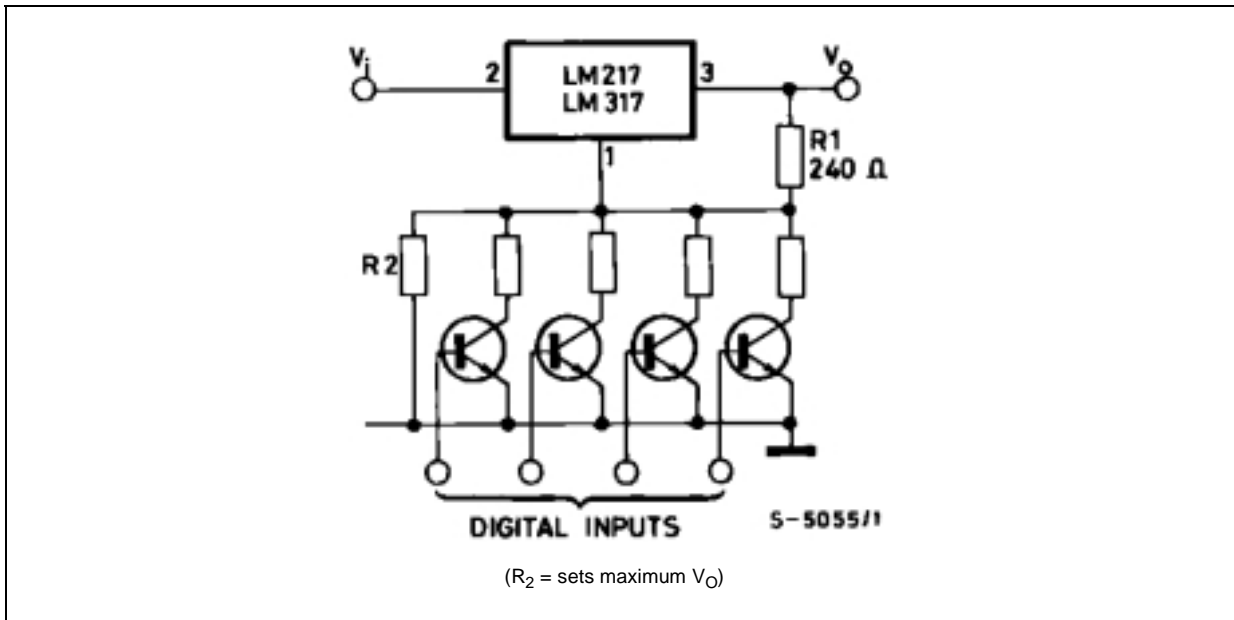 Vi
2
LM217
LM317
3
Vo
1
R1
240 Ω
R2
DIGITAL INPUTS
S-5055/1
(R2 = sets maximum VO)